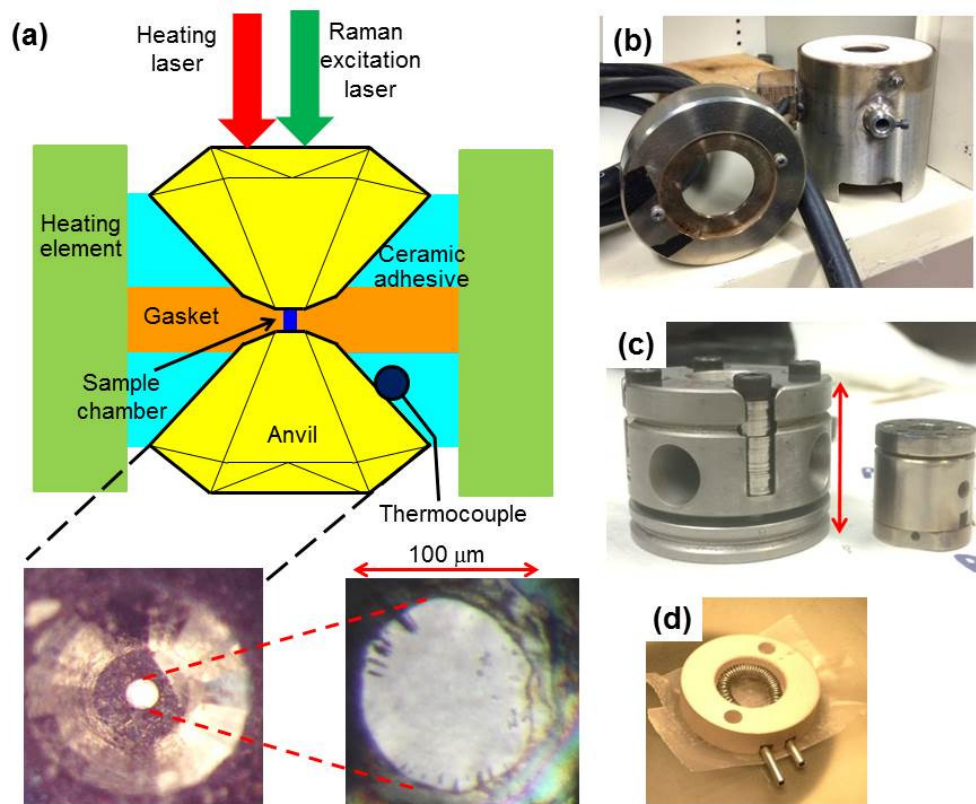 (a)
Heating
laser
Raman
excitation
laser
Heating
element
Ceramic
adhesive
Gasket
Sample
chamber
Anvil
Thermocouple
100 μm
(b)
(c)
(d)